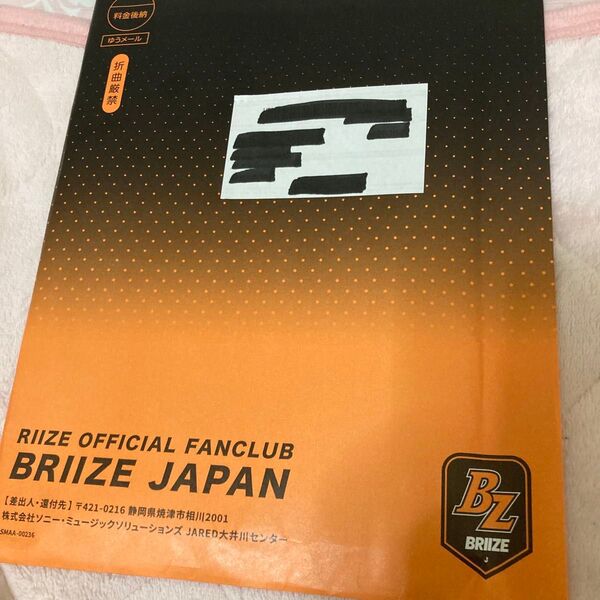 料金後納
ゆうメール
折曲厳禁
RIIZE OFFICIAL FANCLUB
BRIIZE JAPAN
【差出人・還付先】〒421-0216 静岡県焼津市相川2001
株式会社ソニー・ミュージックソリューションズ JARED大井川センター
SMAA-00236
BZ
BRIIZE
J